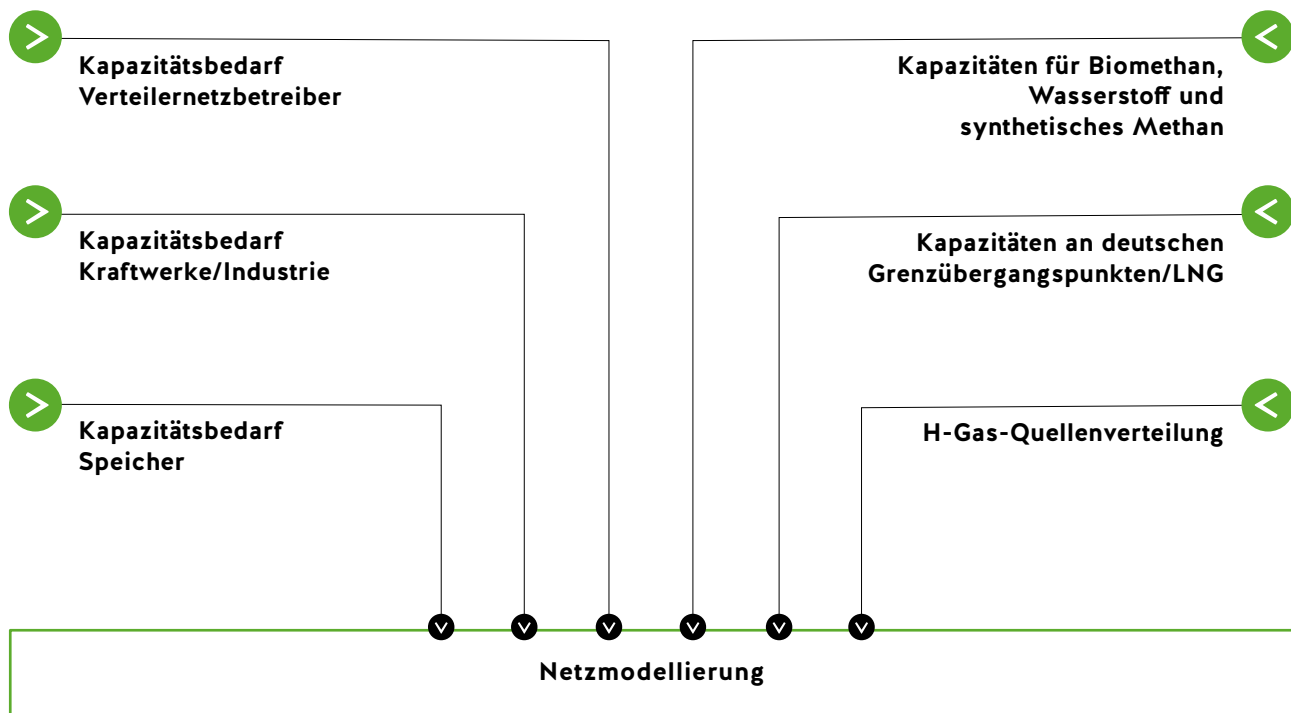 Kapazitätsbedarf
Verteilernetzbetreiber
Kapazitäten für Biomethan,
Wasserstoff und
synthetisches Methan
Kapazitätsbedarf
Kraftwerke/Industrie
Kapazitäten an deutschen
Grenzübergangspunkten/LNG
Kapazitätsbedarf
Speicher
H-Gas-Quellenverteilung
Netzmodellierung